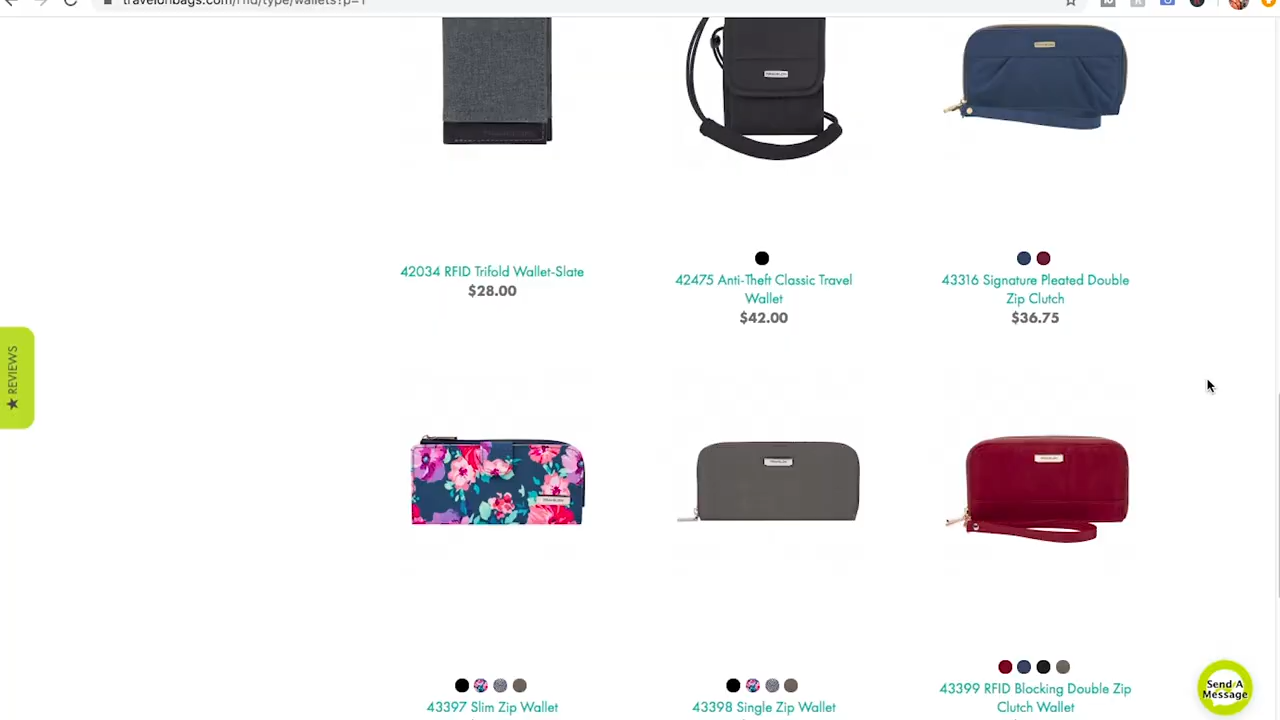 travelonbags.com/rfid/type/wallets?p=1
42034 RFID Trifold Wallet-Slate
$28.00
42475 Anti-Theft Classic Travel
Wallet
$42.00
43316 Signature Pleated Double
Zip Clutch
$36.75
★ REVIEWS
TRAVELON
43397 Slim Zip Wallet
43398 Single Zip Wallet
43399 RFID Blocking Double Zip
Clutch Wallet
Send A
Message